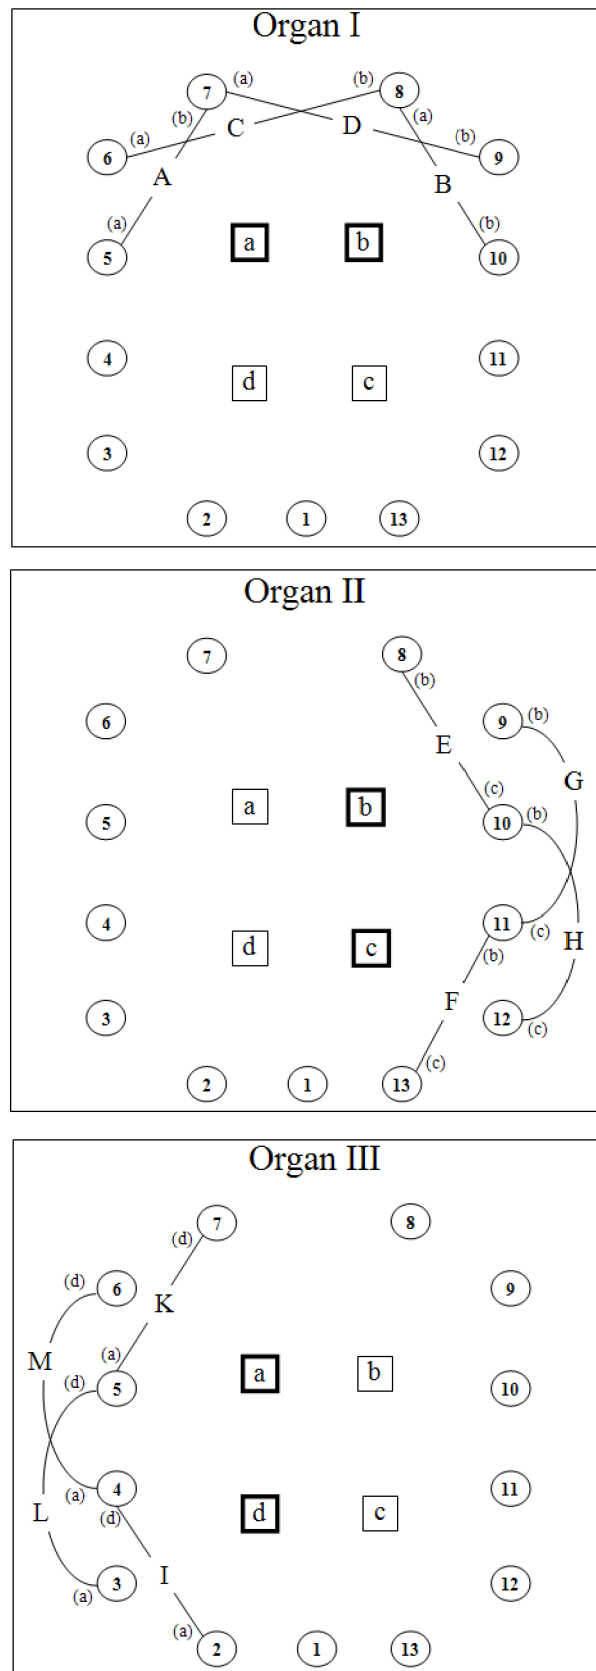 Organ I
7 (a) (b) 8
(b) C D (a)
6 (a) (b) 9
A B
(a) (b)
5 a b 10
4 d c 11
3 12
2 1 13
Organ II
7 8
(b)
6 E 9 (b)
G
a b (c)
5 10 (b)
4 11
d c (b) (c) H
F
3 12
(c) (c)
2 1 13
Organ III
7 8
(d)
(d) 6 9
K
M (a) a b
(d) 5 10
4 11
(a) (d)
L d c
I
3 12
(a)
(a)
2 1 13